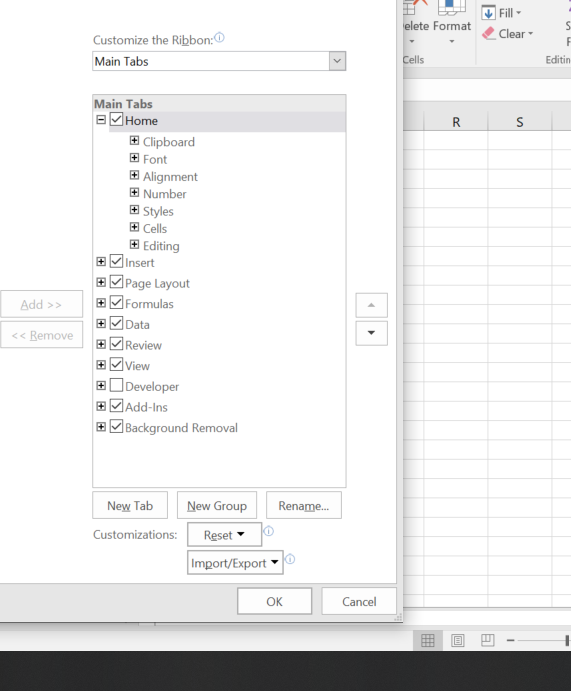 Customize the Ribbon:
Main Tabs
Main Tabs
Home
Clipboard
Font
Alignment
Number
Styles
Cells
Editing
Insert
Page Layout
Formulas
Data
Review
View
Developer
Add-Ins
Background Removal
Add >>
<< Remove
New Tab New Group Rename...
Customizations: Reset
Import/Export
OK Cancel
Format
Fill
Clear
Cells
R S